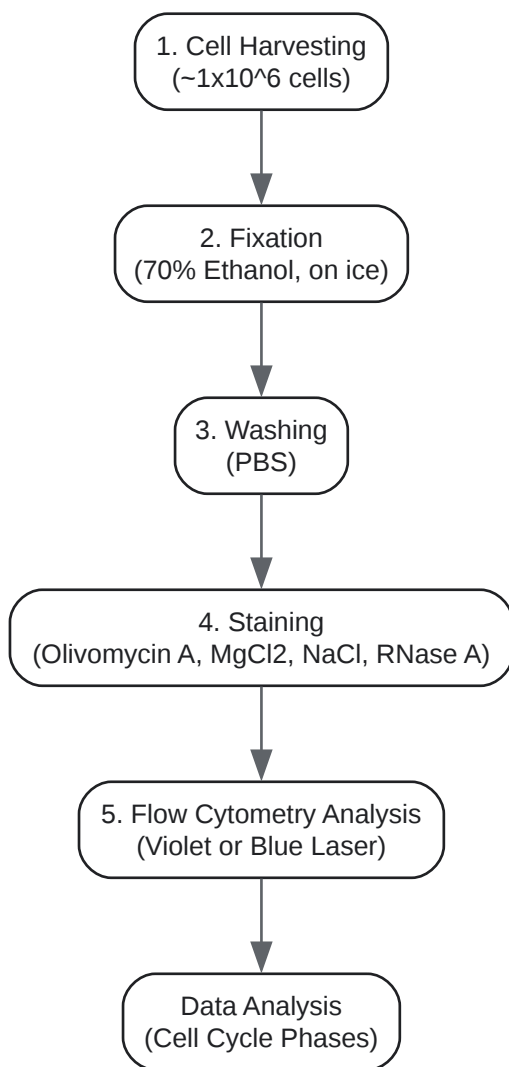 1. Cell Harvesting
(~1x10^6 cells)
2. Fixation
(70% Ethanol, on ice)
3. Washing
(PBS)
4. Staining
(Olivomycin A, MgCl2, NaCl, RNase A)
5. Flow Cytometry Analysis
(Violet or Blue Laser)
Data Analysis
(Cell Cycle Phases)